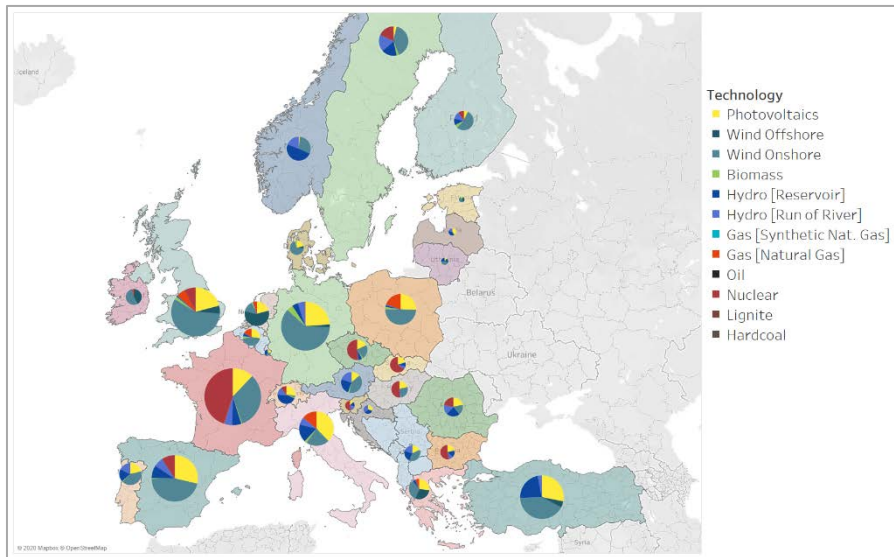 Iceland
Technology
Photovoltaics
Wind Offshore
Wind Onshore
Biomass
Hydro [Reservoir]
Hydro [Run of River]
Gas [Synthetic Nat. Gas]
Gas [Natural Gas]
Oil
Nuclear
Lignite
Hardcoal
Belarus
Ukraine
Syria
© 2020 Mapbox © OpenStreetMap